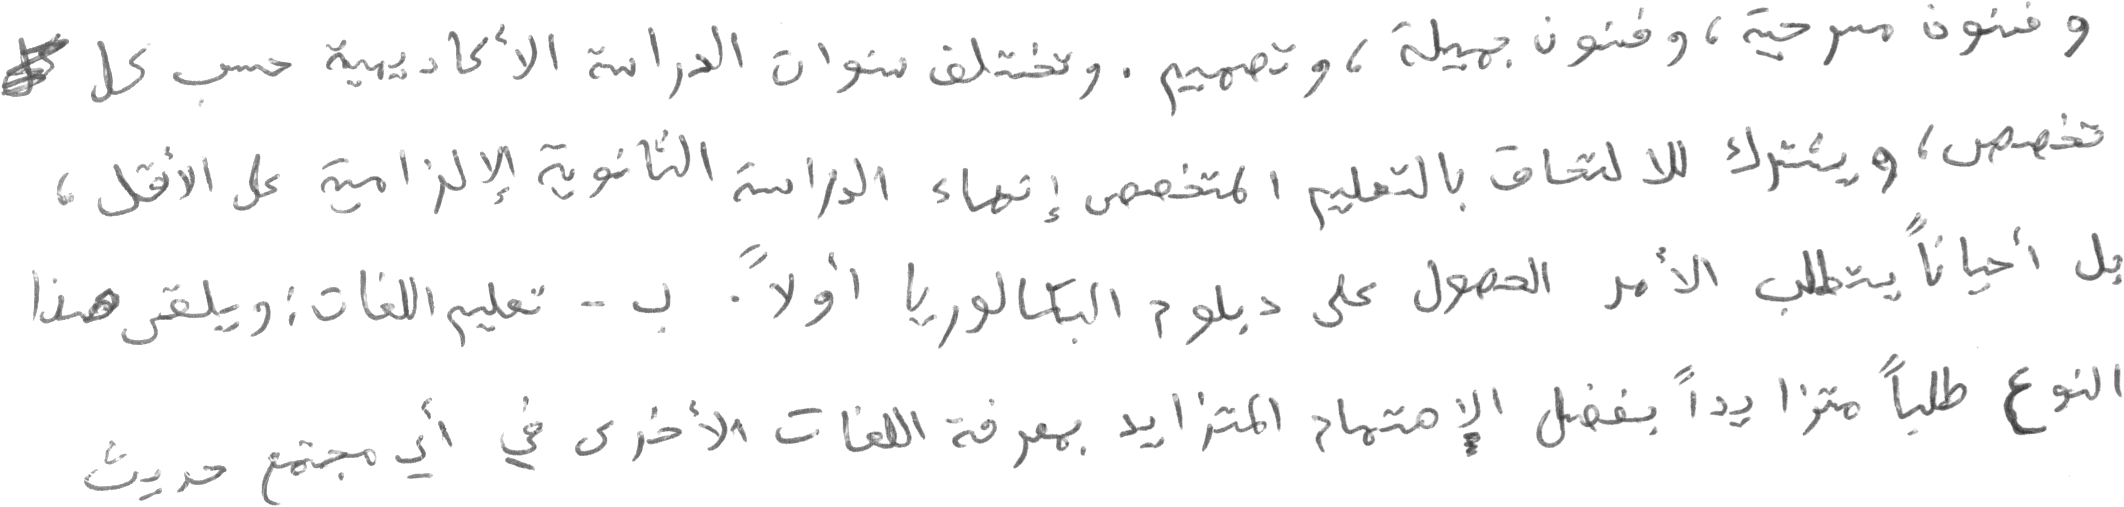 وفنون مسرحية، وفنون جميلة، وتصميم. وتختلف سنوات الدراسة الأكاديمية حسب كل
تخصص، ويشترك للالتحاق بالتعليم المتخصص إنهاء الدراسة الثانوية الإلزامية على الأقل،
بل أحياناً يتطلب الأمر الحصول على دبلوم البكالوريا أولاً. ب - تعليم اللغات؛ ويلقى هذا
النوع طلباً متزايداً بفضل الإهتمام المتزايد بمعرفة اللغات الأخرى في أي مجتمع حديث